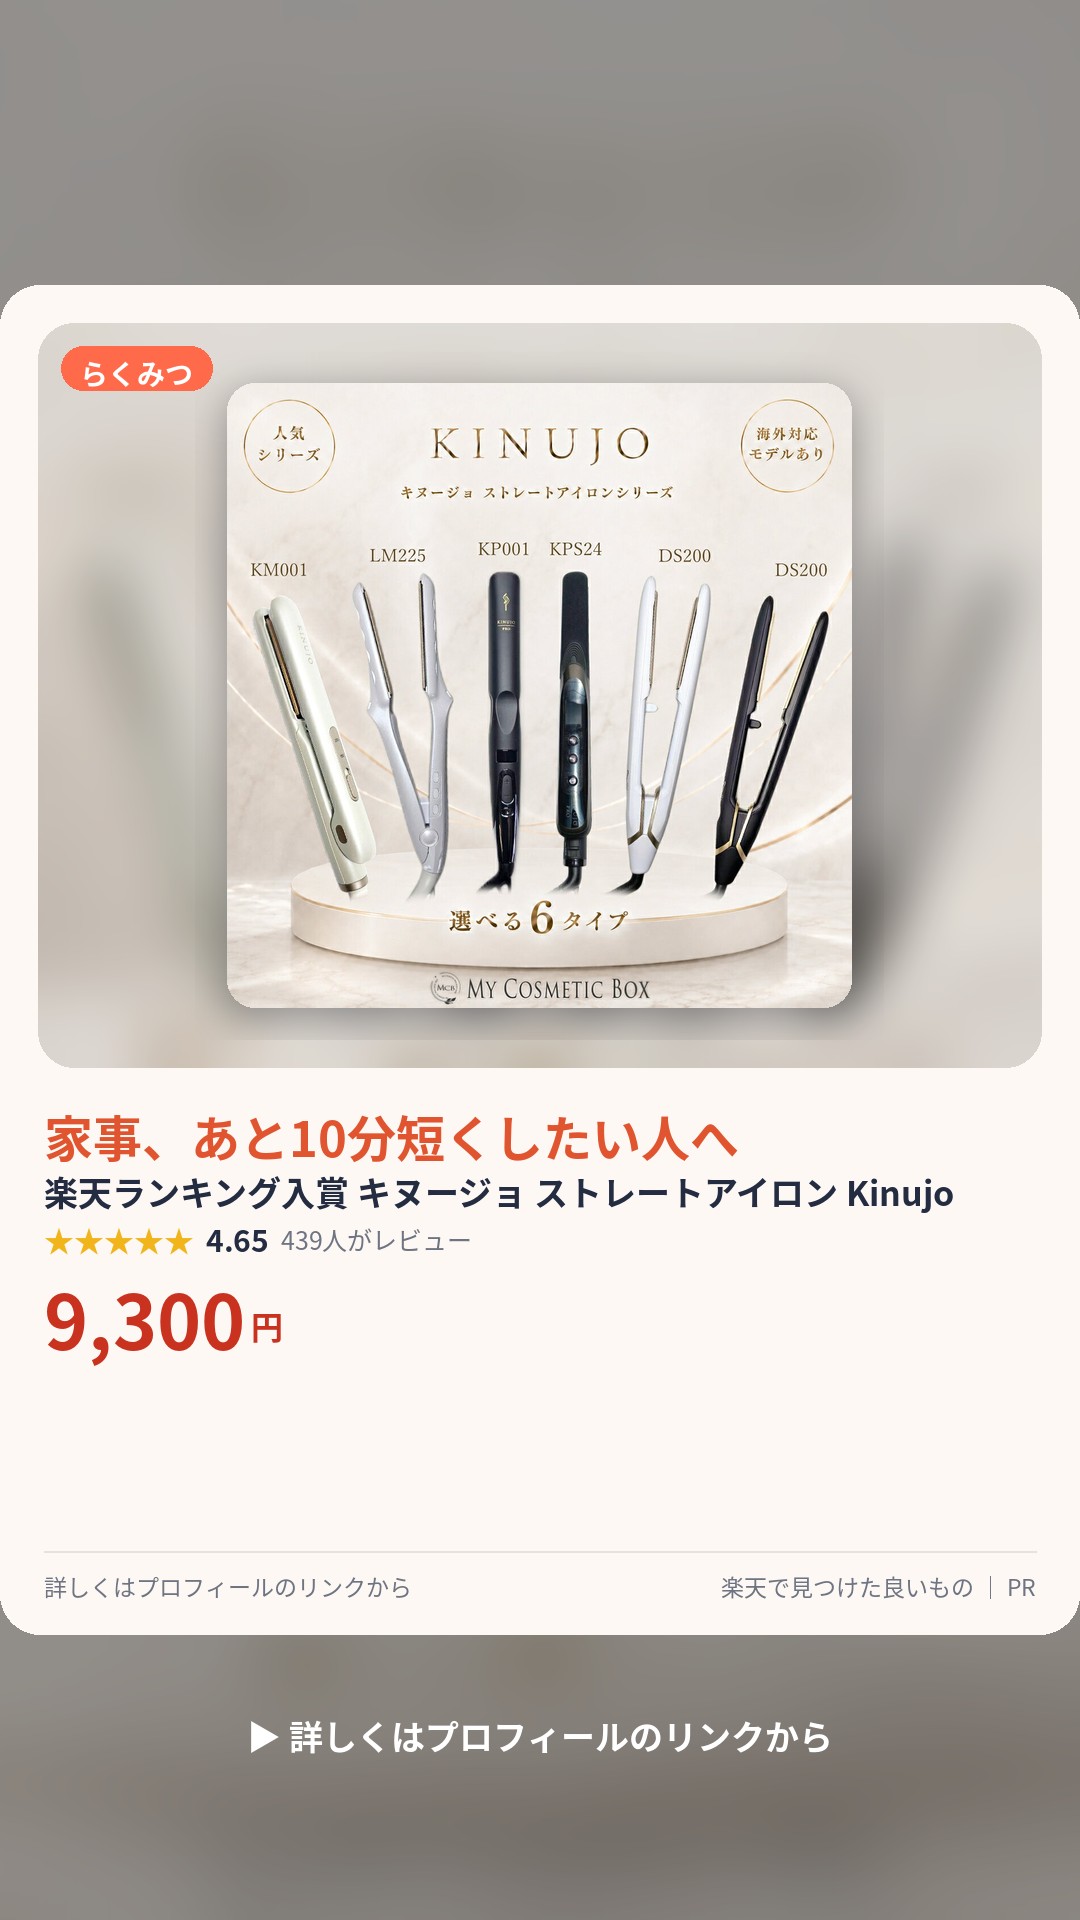 らくみつ
人気
シリーズ
KINUJO
海外対応
モデルあり
キヌージョ ストレートアイロンシリーズ
KM001
LM225
KP001
KPS24
DS200
DS200
選べる6タイプ
MCB
MY COSMETIC BOX
家事、あと10分短くしたい人へ
楽天ランキング入賞 キヌージョ ストレートアイロン Kinujo
★★★★★ 4.65 439人がレビュー
9,300円
詳しくはプロフィールのリンクから
楽天で見つけた良いもの｜PR
▶ 詳しくはプロフィールのリンクから